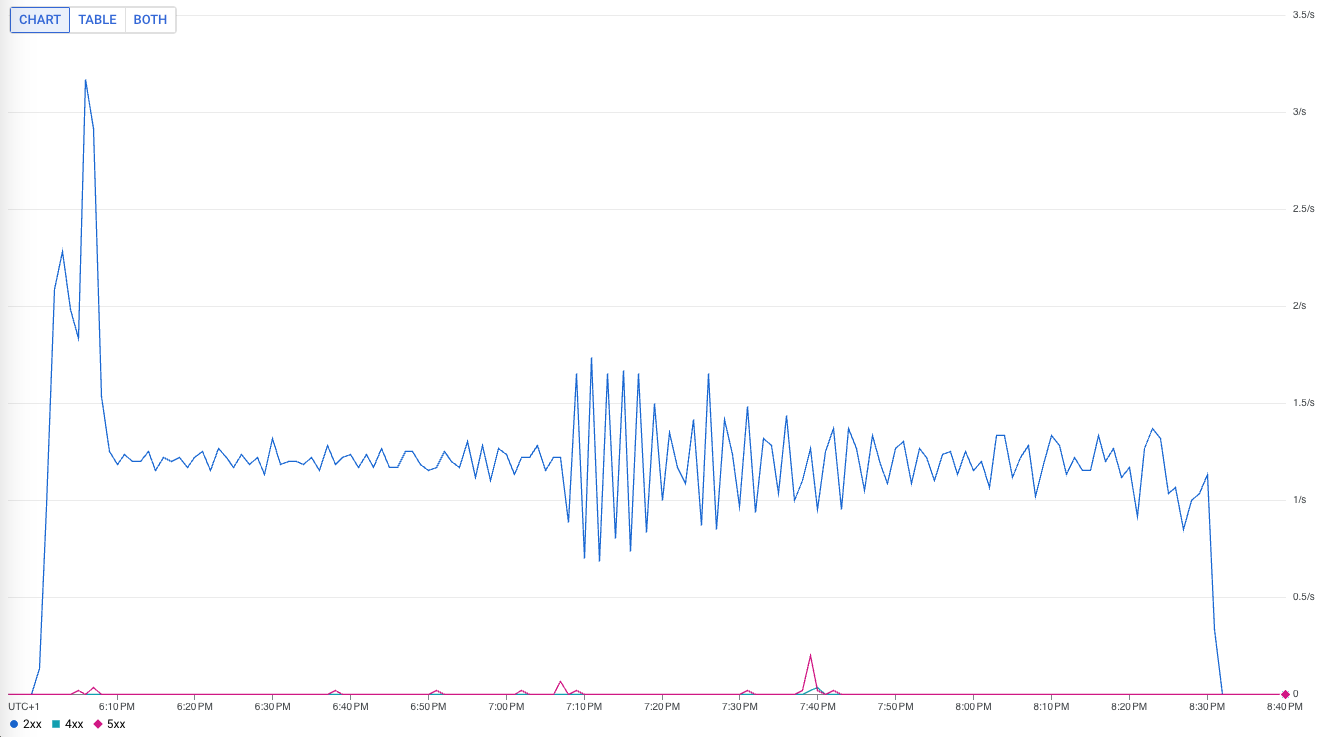 CHART TABLE BOTH
3.5/s
3/s
2.5/s
2/s
1.5/s
1/s
0.5/s
0
UTC+1 6:10 PM 6:20 PM 6:30 PM 6:40 PM 6:50 PM 7:00 PM 7:10 PM 7:20 PM 7:30 PM 7:40 PM 7:50 PM 8:00 PM 8:10 PM 8:20 PM 8:30 PM 8:40 PM
2xx 4xx 5xx